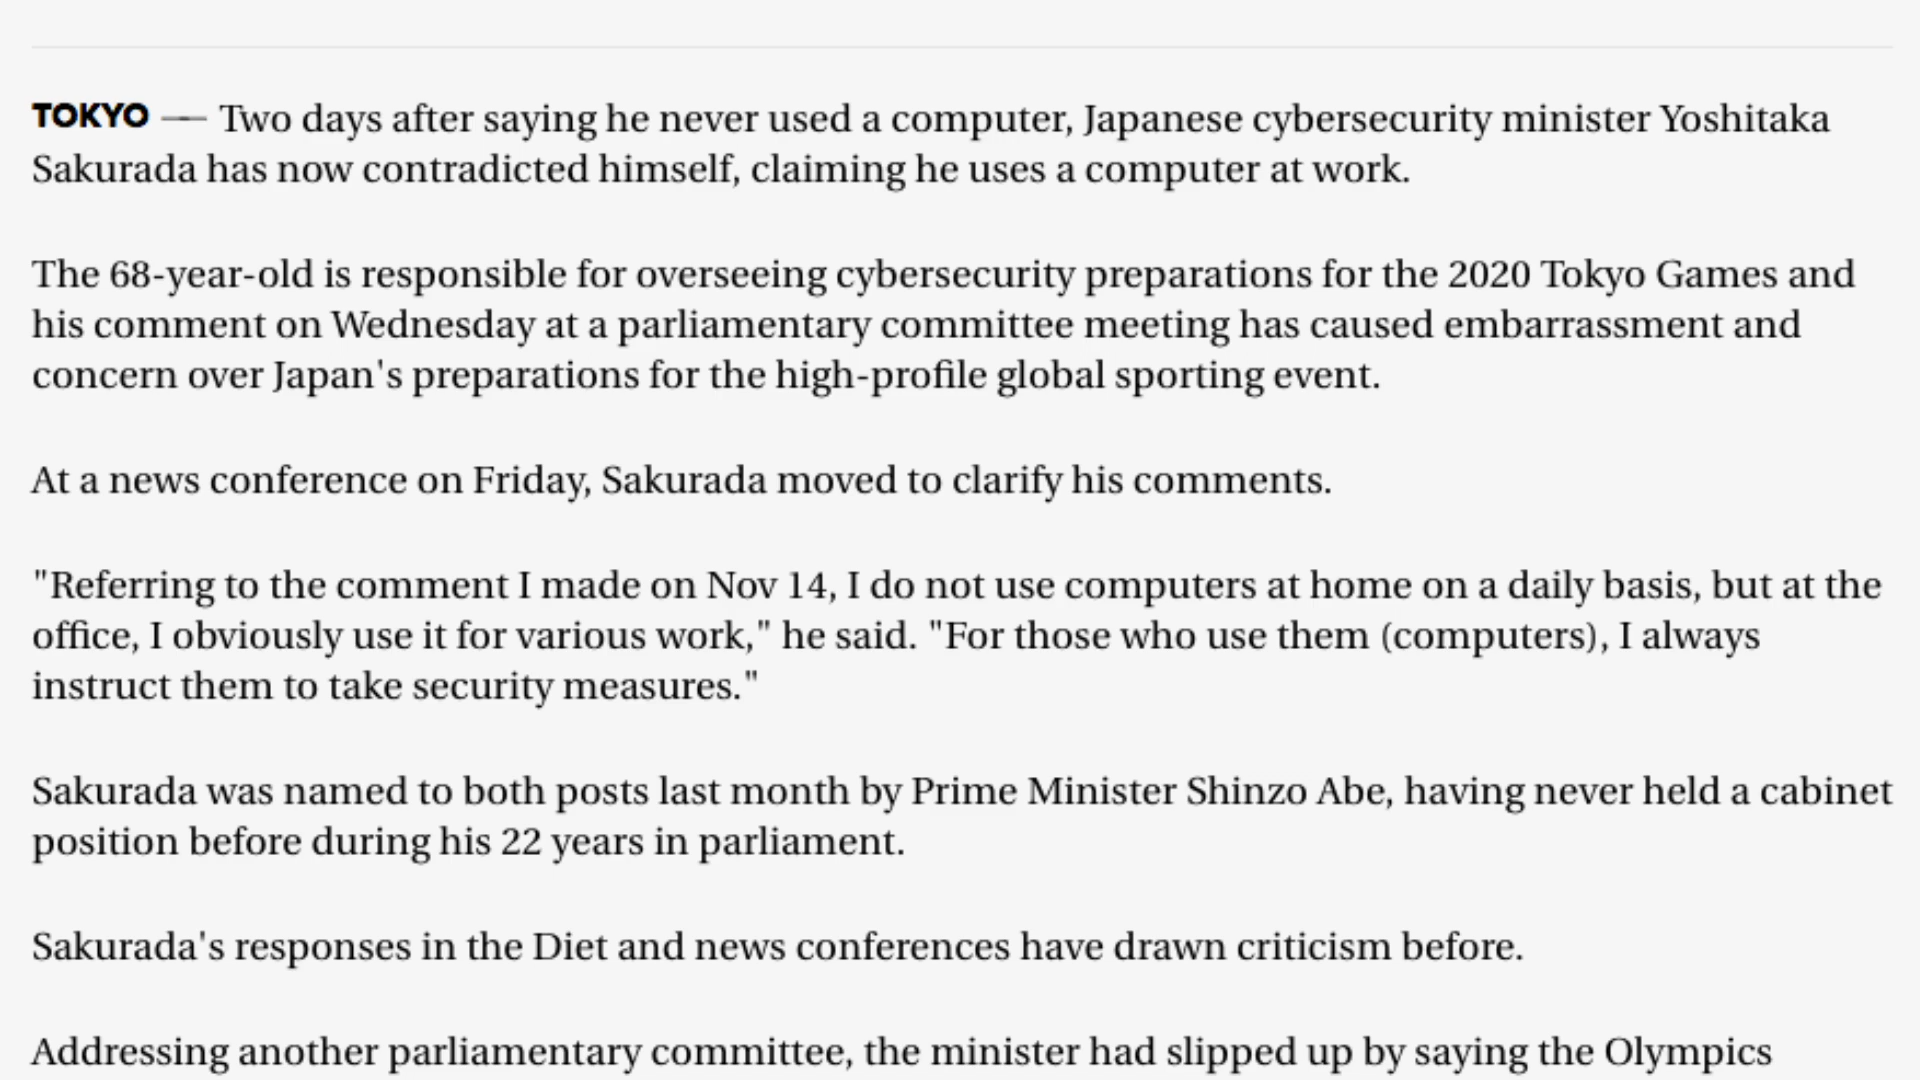 TOKYO — Two days after saying he never used a computer, Japanese cybersecurity minister Yoshitaka
Sakurada has now contradicted himself, claiming he uses a computer at work.
The 68-year-old is responsible for overseeing cybersecurity preparations for the 2020 Tokyo Games and
his comment on Wednesday at a parliamentary committee meeting has caused embarrassment and
concern over Japan's preparations for the high-profile global sporting event.
At a news conference on Friday, Sakurada moved to clarify his comments.
"Referring to the comment I made on Nov 14, I do not use computers at home on a daily basis, but at the
office, I obviously use it for various work," he said. "For those who use them (computers), I always
instruct them to take security measures."
Sakurada was named to both posts last month by Prime Minister Shinzo Abe, having never held a cabinet
position before during his 22 years in parliament.
Sakurada's responses in the Diet and news conferences have drawn criticism before.
Addressing another parliamentary committee, the minister had slipped up by saying the Olympics